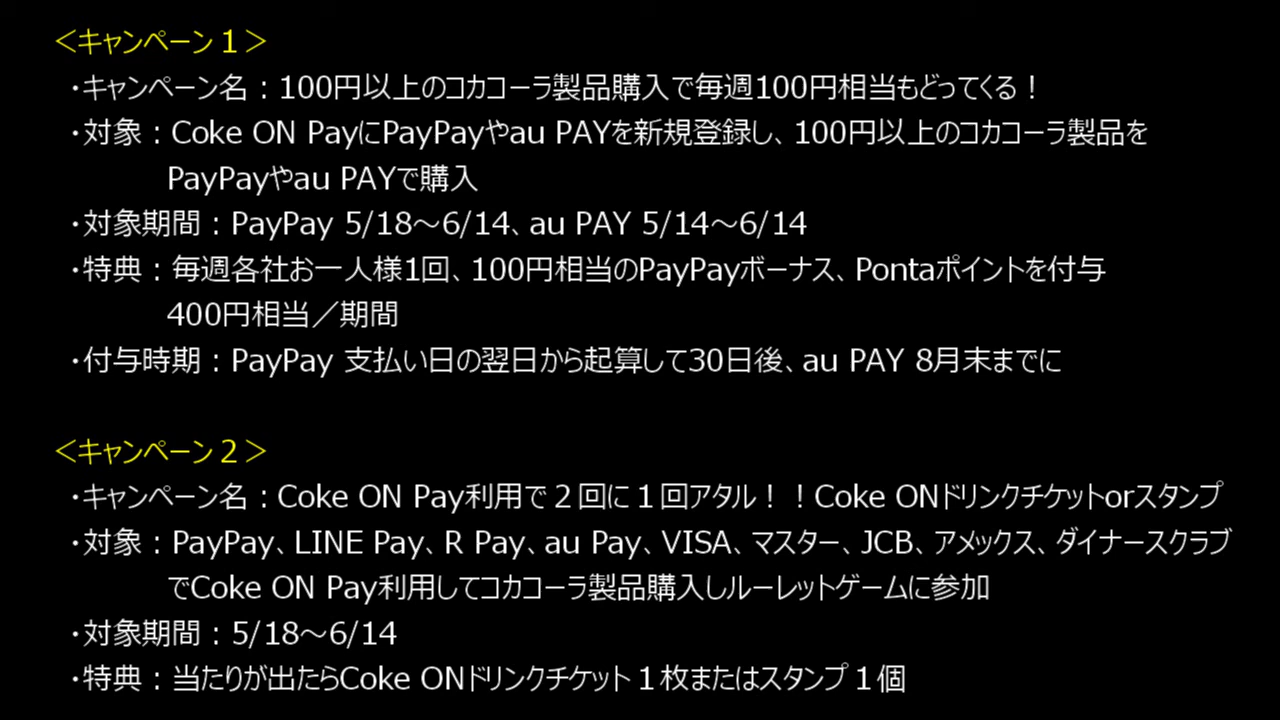 ＜キャンペーン１＞
・キャンペーン名：100円以上のコカコーラ製品購入で毎週100円相当もどってくる！
・対象：Coke ON PayにPayPayやau PAYを新規登録し、100円以上のコカコーラ製品を
PayPayやau PAYで購入
・対象期間：PayPay 5/18～6/14、au PAY 5/14～6/14
・特典：毎週各社お一人様1回、100円相当のPayPayボーナス、Pontaポイントを付与
400円相当／期間
・付与時期：PayPay 支払い日の翌日から起算して30日後、au PAY 8月末までに
＜キャンペーン２＞
・キャンペーン名：Coke ON Pay利用で２回に１回アタル！！Coke ONドリンクチケットorスタンプ
・対象：PayPay、LINE Pay、R Pay、au Pay、VISA、マスター、JCB、アメックス、ダイナースクラブ
でCoke ON Pay利用してコカコーラ製品購入しルーレットゲームに参加
・対象期間：5/18～6/14
・特典：当たりが出たらCoke ONドリンクチケット１枚またはスタンプ１個